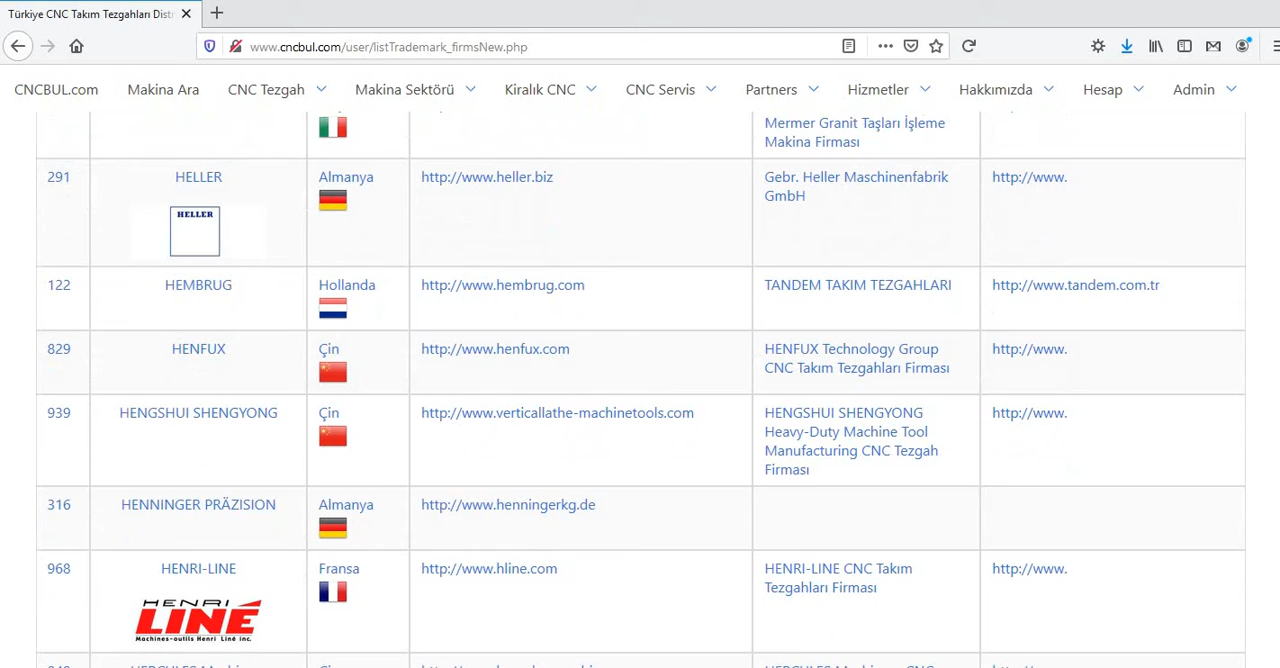 Türkiye CNC Takım Tezgahları Distr
www.cncbul.com/user/listTrademark_firmsNew.php
CNCBUL.com Makina Ara CNC Tezgah Makina Sektörü Kiralık CNC CNC Servis Partners Hizmetler Hakkımızda Hesap Admin
Mermer Granit Taşları İşleme
Makina Firması
291 HELLER Almanya http://www.heller.biz Gebr. Heller Maschinenfabrik http://www.
GmbH
HELLER
122 HEMBRUG Hollanda http://www.hembrug.com TANDEM TAKIM TEZGAHLARI http://www.tandem.com.tr
829 HENFUX Çin http://www.henfux.com HENFUX Technology Group http://www.
CNC Takım Tezgahları Firması
939 HENGSHUI SHENGYONG Çin http://www.verticallathe-machinetools.com HENGSHUI SHENGYONG http://www.
Heavy-Duty Machine Tool
Manufacturing CNC Tezgah
Firması
316 HENNINGER PRÄZISION Almanya http://www.henningerkg.de
968 HENRI-LINE Fransa http://www.hline.com HENRI-LINE CNC Takım http://www.
Tezgahları Firması
HENRI
LINÉ
Machines-outils Henri Liné inc.